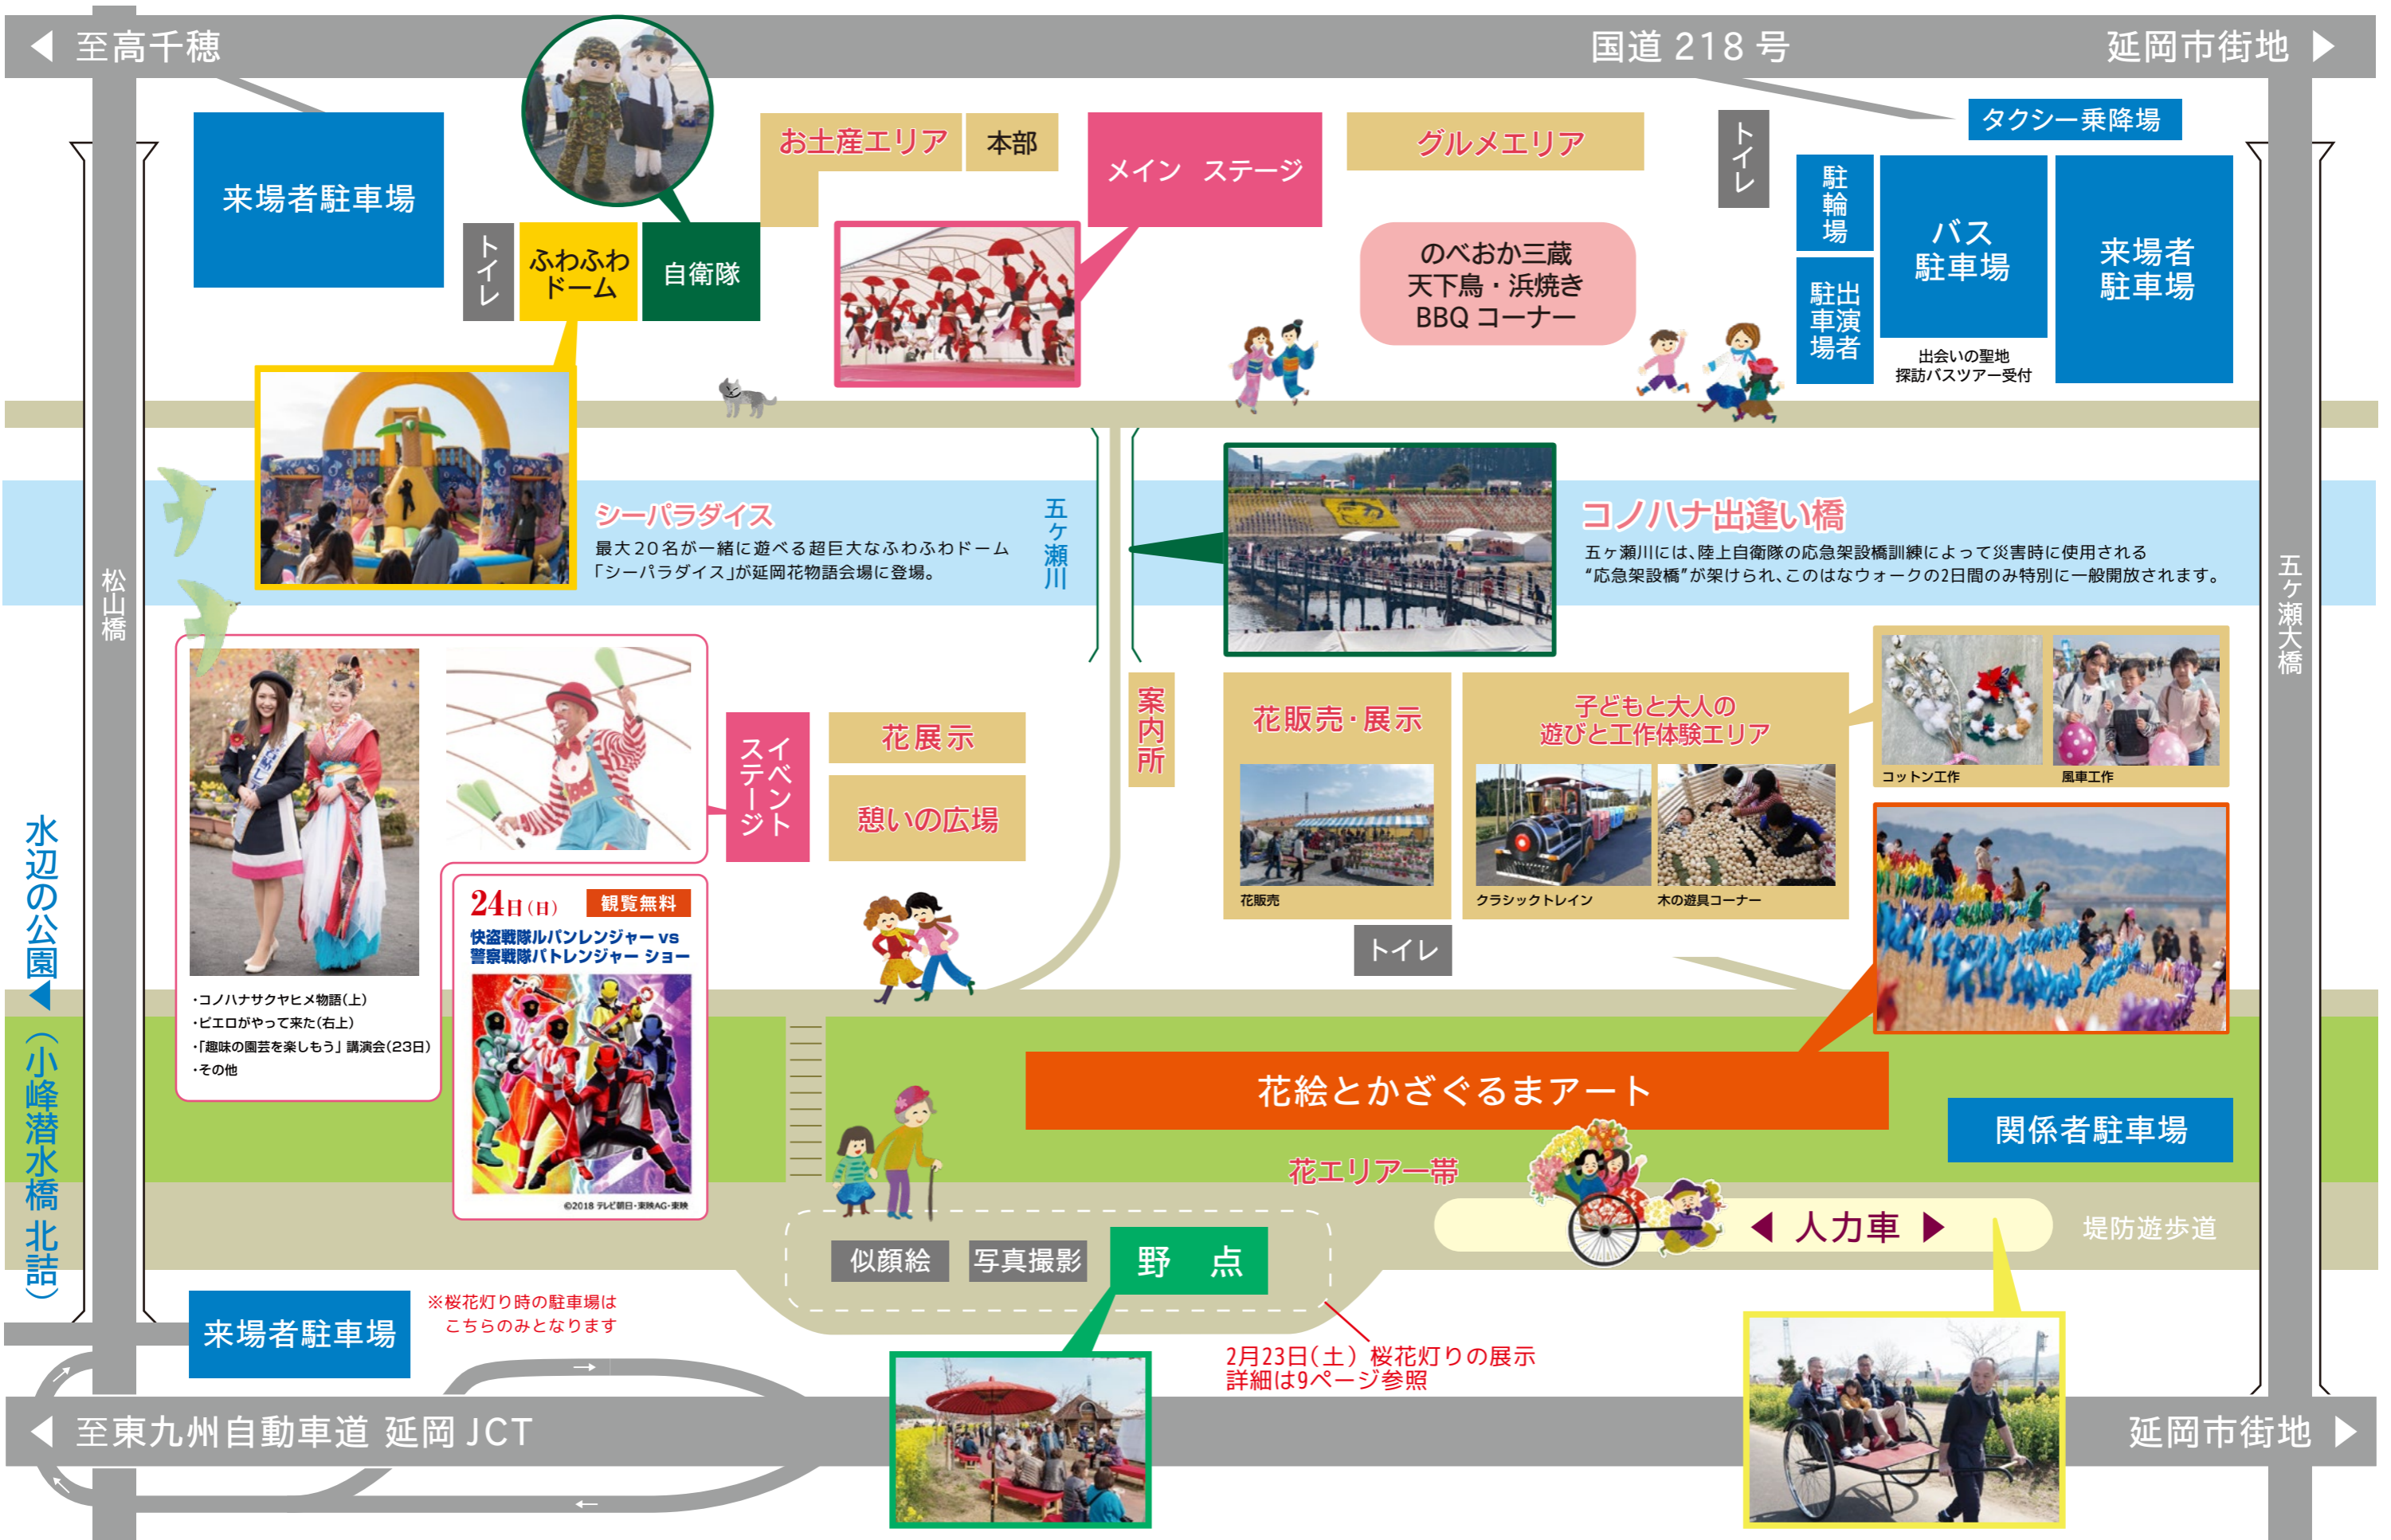 至高千穂
国道 218 号
延岡市街地
来場者駐車場
トイレ
ふわふわ
ドーム
自衛隊
お土産エリア
本部
メイン ステージ
グルメエリア
のべおか三蔵
天下鳥・浜焼き
BBQ コーナー
トイレ
タクシー乗降場
駐輪場
出演者
駐車場
バス
駐車場
出会いの聖地
探訪バスツアー受付
来場者
駐車場
松山橋
五ヶ瀬大橋
シーパラダイス
最大20名が一緒に遊べる超巨大なふわふわドーム
「シーパラダイス」が延岡花物語会場に登場。
五ヶ瀬川
コノハナ出逢い橋
五ヶ瀬川には、陸上自衛隊の応急架設橋訓練によって災害時に使用される
“応急架設橋”が架けられ、このはなウォークの2日間のみ特別に一般開放されます。
イベント
ステージ
花展示
憩いの広場
案内所
花販売・展示
花販売
子どもと大人の
遊びと工作体験エリア
クラシックトレイン
木の遊具コーナー
コットン工作
風車工作
トイレ
・コノハナサクヤヒメ物語(上)
・ピエロがやって来た(右上)
・「趣味の園芸を楽しもう」講演会(23日)
・その他
24日(日)
観覧無料
快盗戦隊ルパンレンジャー vs
警察戦隊パトレンジャー ショー
©2018 テレビ朝日・東映AG・東映
水辺の公園
(小峰潜水橋 北詰)
花絵とかざぐるまアート
関係者駐車場
花エリア一帯
人力車
堤防遊歩道
似顔絵
写真撮影
野 点
来場者駐車場
※桜花灯り時の駐車場は
こちらのみとなります
2月23日(土) 桜花灯りの展示
詳細は9ページ参照
至東九州自動車道 延岡 JCT
延岡市街地